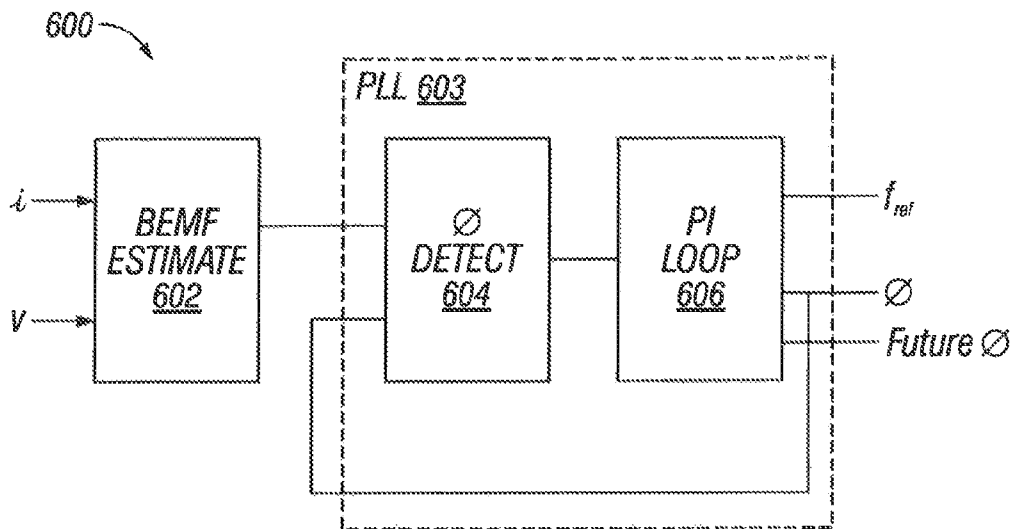 600
PLL 603
i
V
BEMF
ESTIMATE
602
Ø
DETECT
604
PI
LOOP
606
f_ref
Ø
Future Ø